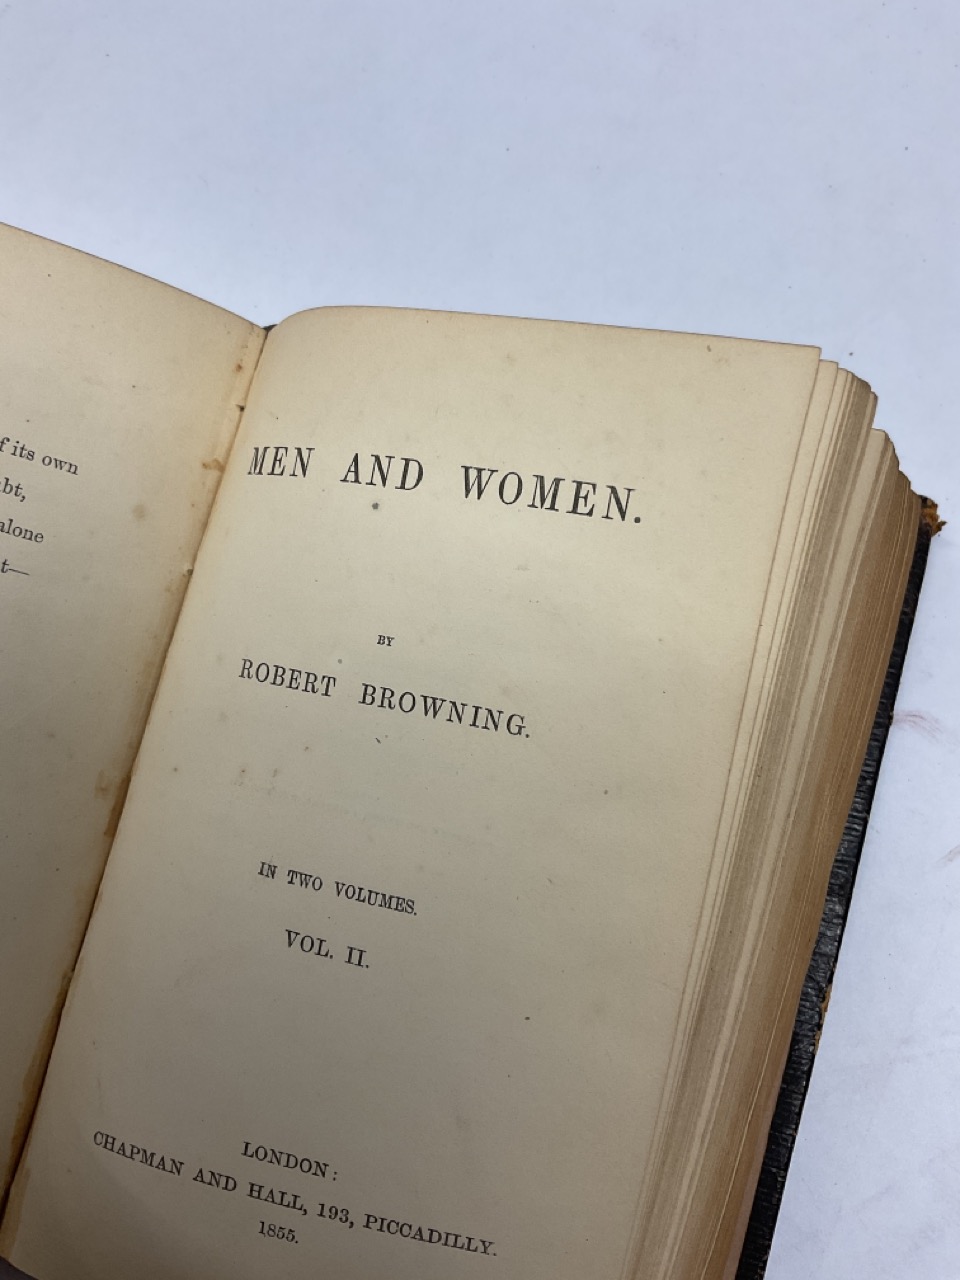 f its own
bt,
alone
t—
MEN AND WOMEN.
BY
ROBERT BROWNING.
IN TWO VOLUMES.
VOL. II.
LONDON:
CHAPMAN AND HALL, 193, PICCADILLY.
1855.